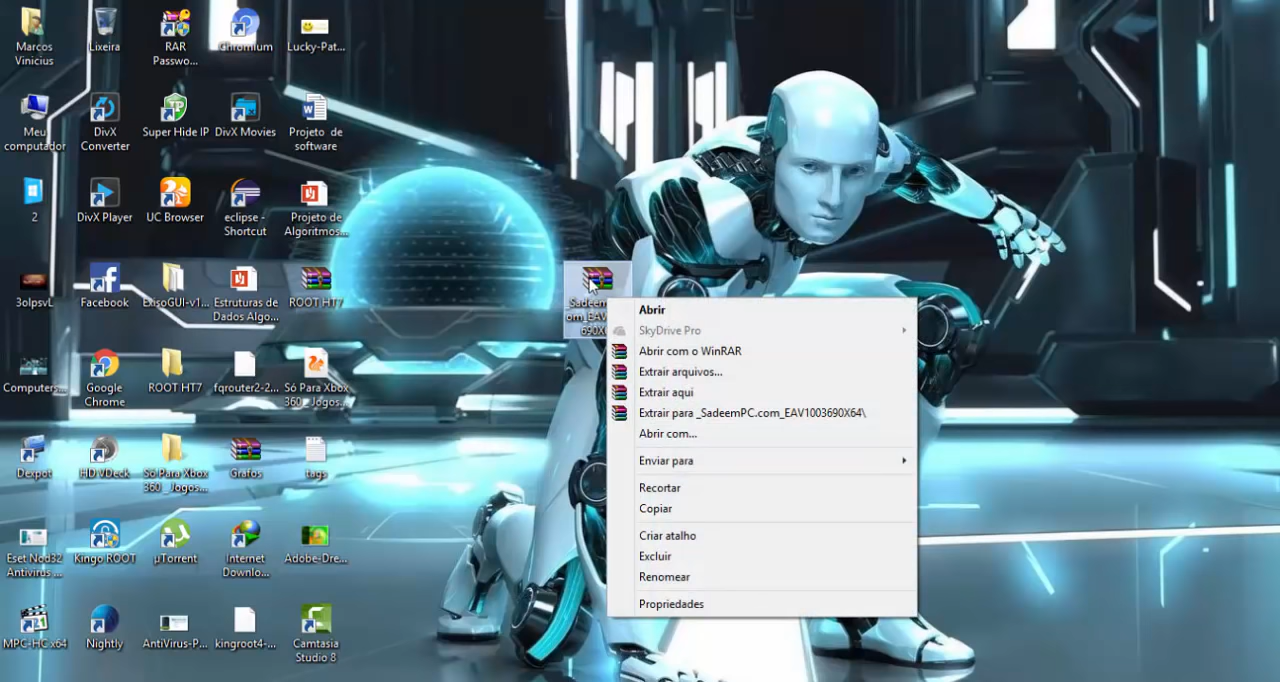 Marcos
Vinicius
Lixeira
RAR
Passwo...
Chromium
Lucky-Pat...
Meu
computador
DivX
Converter
Super Hide IP
DivX Movies
Projeto de
software
2
DivX Player
UC Browser
eclipse -
Shortcut
Projeto de
Algoritmos...
3olpsvL
Facebook
ExisoGUI-v1...
Estruturas de
Dados Algo...
ROOT HT7
Computers...
Google
Chrome
ROOT HT7
fqrouter2-2...
Só Para Xbox
360 _ Jogos...
Dexpot
HD VDeck
Só Para Xbox
360 _ Jogos...
Grafos
tags
Eset Nod32
Antivirus ...
Kingo ROOT
µTorrent
Internet
Downlo...
Adobe-Dre...
MPC-HC x64
Nightly
AntiVirus-P...
kingroot4-...
Camtasia
Studio 8
Abrir
SkyDrive Pro
Abrir com o WinRAR
Extrair arquivos...
Extrair aqui
Extrair para _SadeemPC.com_EAV1003690X64\
Abrir com...
Enviar para
Recortar
Copiar
Criar atalho
Excluir
Renomear
Propriedades